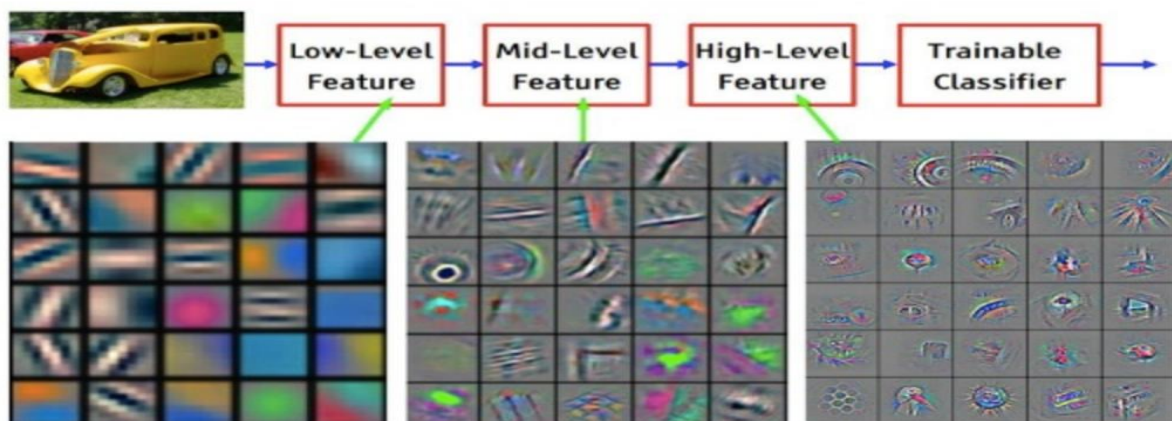 Low-Level
Feature
Mid-Level
Feature
High-Level
Feature
Trainable
Classifier